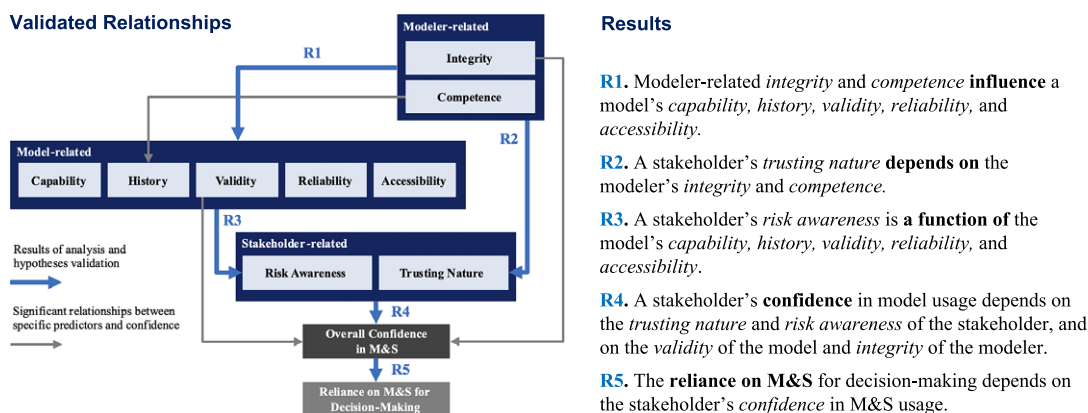 Validated Relationships
Modeler-related
Integrity
Competence
R1
R2
Model-related
Capability
History
Validity
Reliability
Accessibility
R3
Stakeholder-related
Risk Awareness
Trusting Nature
Results of analysis and
hypotheses validation
Significant relationships between
specific predictors and confidence
R4
Overall Confidence
in M&S
R5
Reliance on M&S for
Decision-Making
Results
R1. Modeler-related integrity and competence influence a
model's capability, history, validity, reliability, and
accessibility.
R2. A stakeholder's trusting nature depends on the
modeler's integrity and competence.
R3. A stakeholder's risk awareness is a function of the
model's capability, history, validity, reliability, and
accessibility.
R4. A stakeholder's confidence in model usage depends on
the trusting nature and risk awareness of the stakeholder, and
on the validity of the model and integrity of the modeler.
R5. The reliance on M&S for decision-making depends on
the stakeholder's confidence in M&S usage.